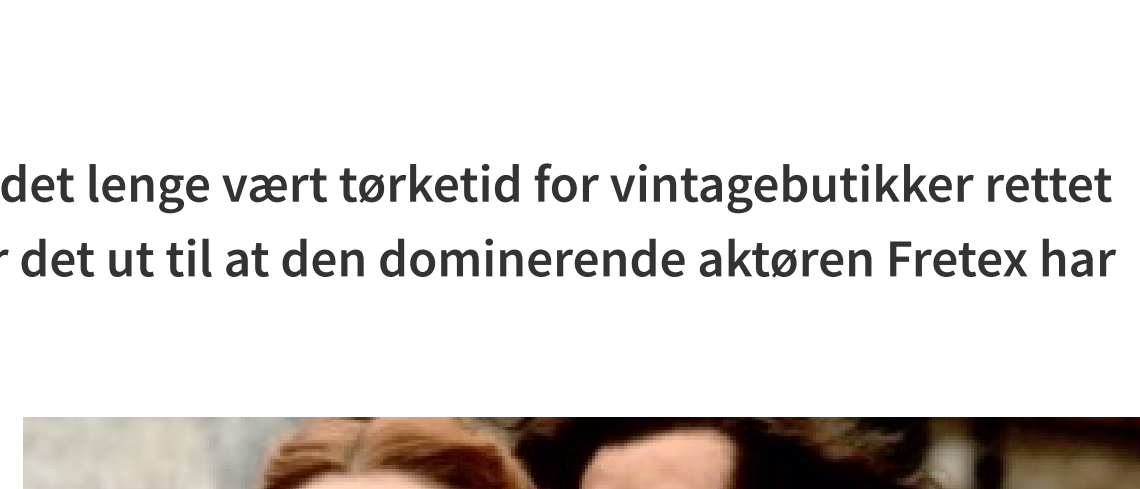 det lenge vært tørketid for vintagebutikker rettet
r det ut til at den dominerende aktøren Fretex har